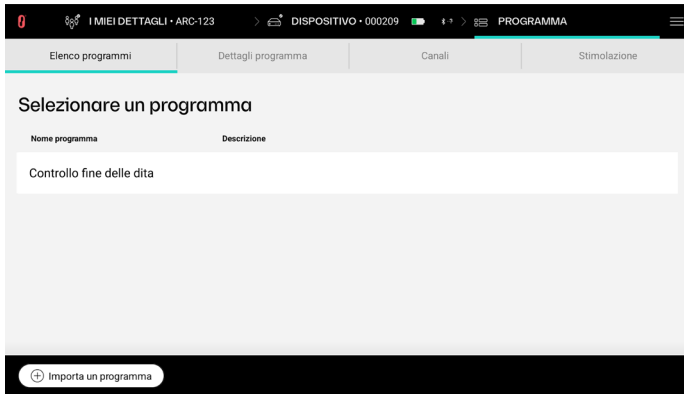 I MIEI DETTAGLI • ARC-123 > DISPOSITIVO • 000209 > PROGRAMMA
Elenco programmi Dettagli programma Canali Stimolazione
Selezionare un programma
Nome programma Descrizione
Controllo fine delle dita
Importa un programma